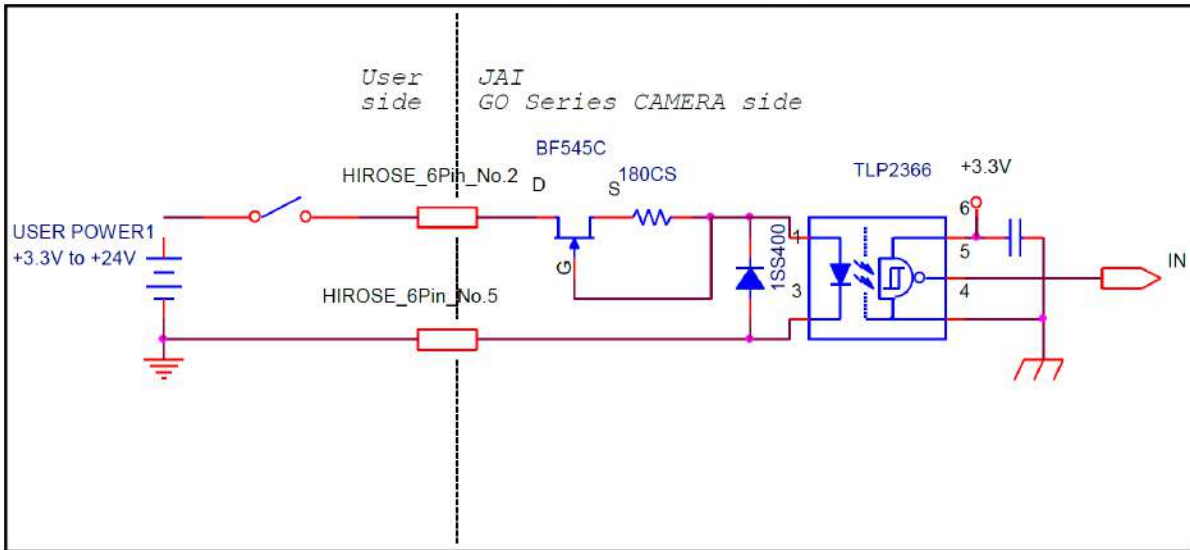 User side
JAI
GO Series CAMERA side
BF545C
HIROSE_6Pin_No.2
D
S
180CS
TLP2366
+3.3V
USER POWER1
+3.3V to +24V
G
1SS400
1
3
6
5
4
IN
HIROSE_6Pin_No.5